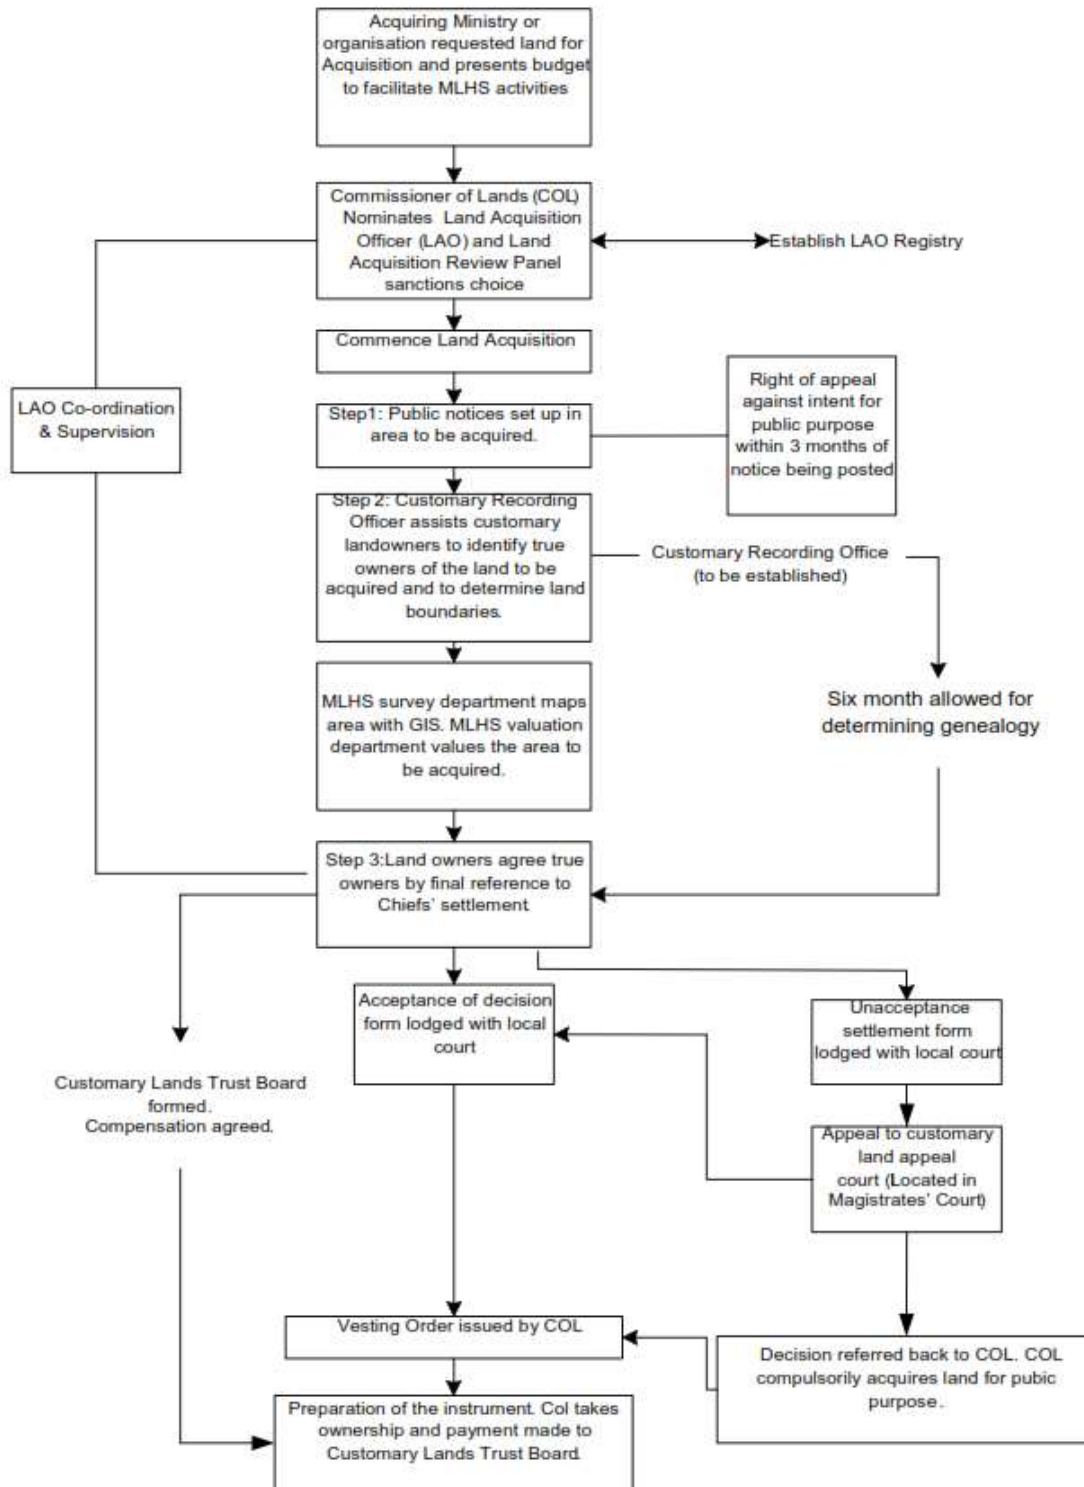 Acquiring Ministry or
organisation requested land for
Acquisition and presents budget
to facilitate MLHS activities
Commissioner of Lands (COL)
Nominates Land Acquisition
Officer (LAO) and Land
Acquisition Review Panel
sanctions choice
Establish LAO Registry
Commence Land Acquisition
LAO Co-ordination
& Supervision
Step1: Public notices set up in
area to be acquired.
Right of appeal
against intent for
public purpose
within 3 months of
notice being posted
Step 2: Customary Recording
Officer assists customary
landowners to identify true
owners of the land to be
acquired and to determine land
boundaries.
Customary Recording Office
(to be established)
Six month allowed for
determining genealogy
MLHS survey department maps
area with GIS. MLHS valuation
department values the area to
be acquired.
Step 3:Land owners agree true
owners by final reference to
Chiefs' settlement.
Acceptance of decision
form lodged with local
court
Unacceptance
settlement form
lodged with local court
Customary Lands Trust Board
formed.
Compensation agreed.
Appeal to customary
land appeal
court (Located in
Magistrates' Court)
Vesting Order issued by COL
Decision referred back to COL. COL
compulsorily acquires land for pubic
purpose.
Preparation of the instrument. Col takes
ownership and payment made to
Customary Lands Trust Board.